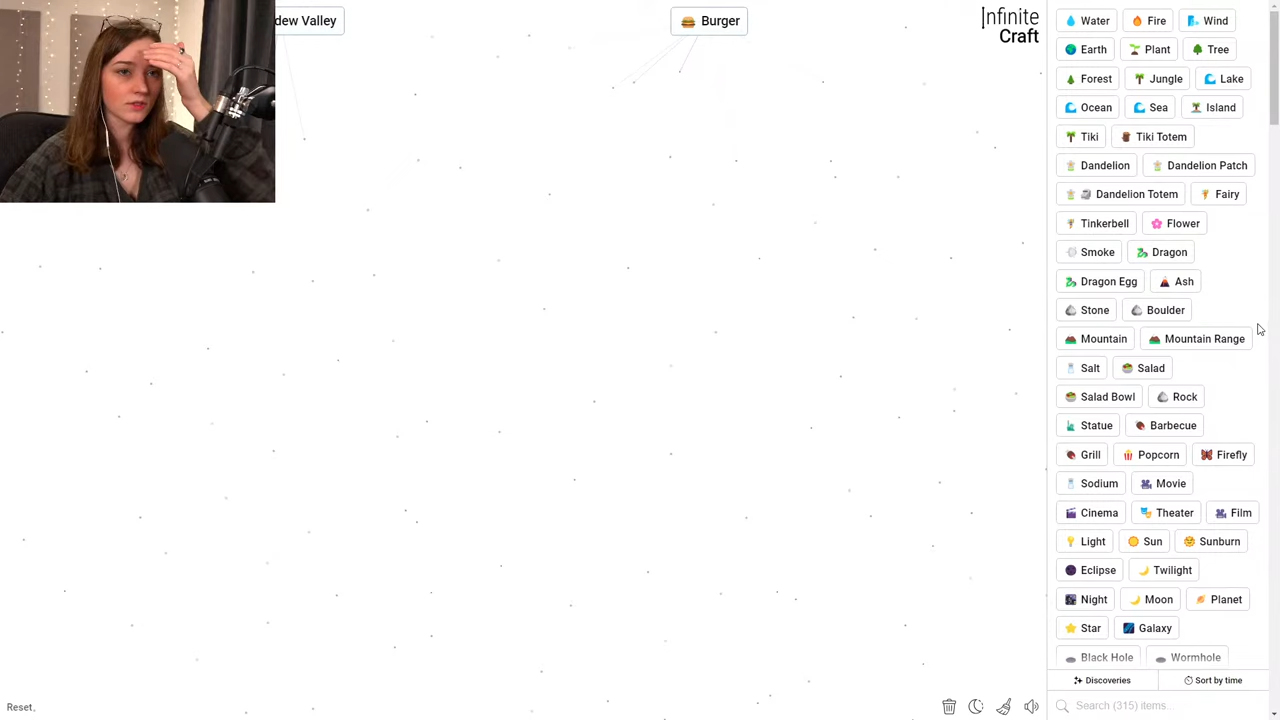 dew Valley
Burger
Infinite
Craft
Water Fire Wind
Earth Plant Tree
Forest Jungle Lake
Ocean Sea Island
Tiki Tiki Totem
Dandelion Dandelion Patch
Dandelion Totem Fairy
Tinkerbell Flower
Smoke Dragon
Dragon Egg Ash
Stone Boulder
Mountain Mountain Range
Salt Salad
Salad Bowl Rock
Statue Barbecue
Grill Popcorn Firefly
Sodium Movie
Cinema Theater Film
Light Sun Sunburn
Eclipse Twilight
Night Moon Planet
Star Galaxy
Black Hole Wormhole
Discoveries Sort by time
Reset
Search (315) items...